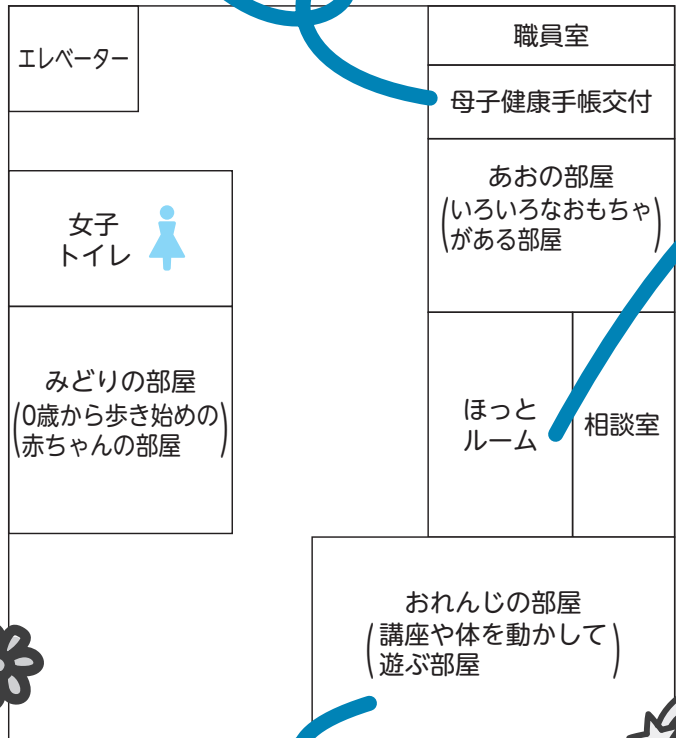 エレベーター
職員室
母子健康手帳交付
あおの部屋
(いろいろなおもちゃ
がある部屋)
女子
トイレ
みどりの部屋
(0歳から歩き始めの
赤ちゃんの部屋)
ほっと
ルーム
相談室
おれんじの部屋
(講座や体を動かして
遊ぶ部屋)